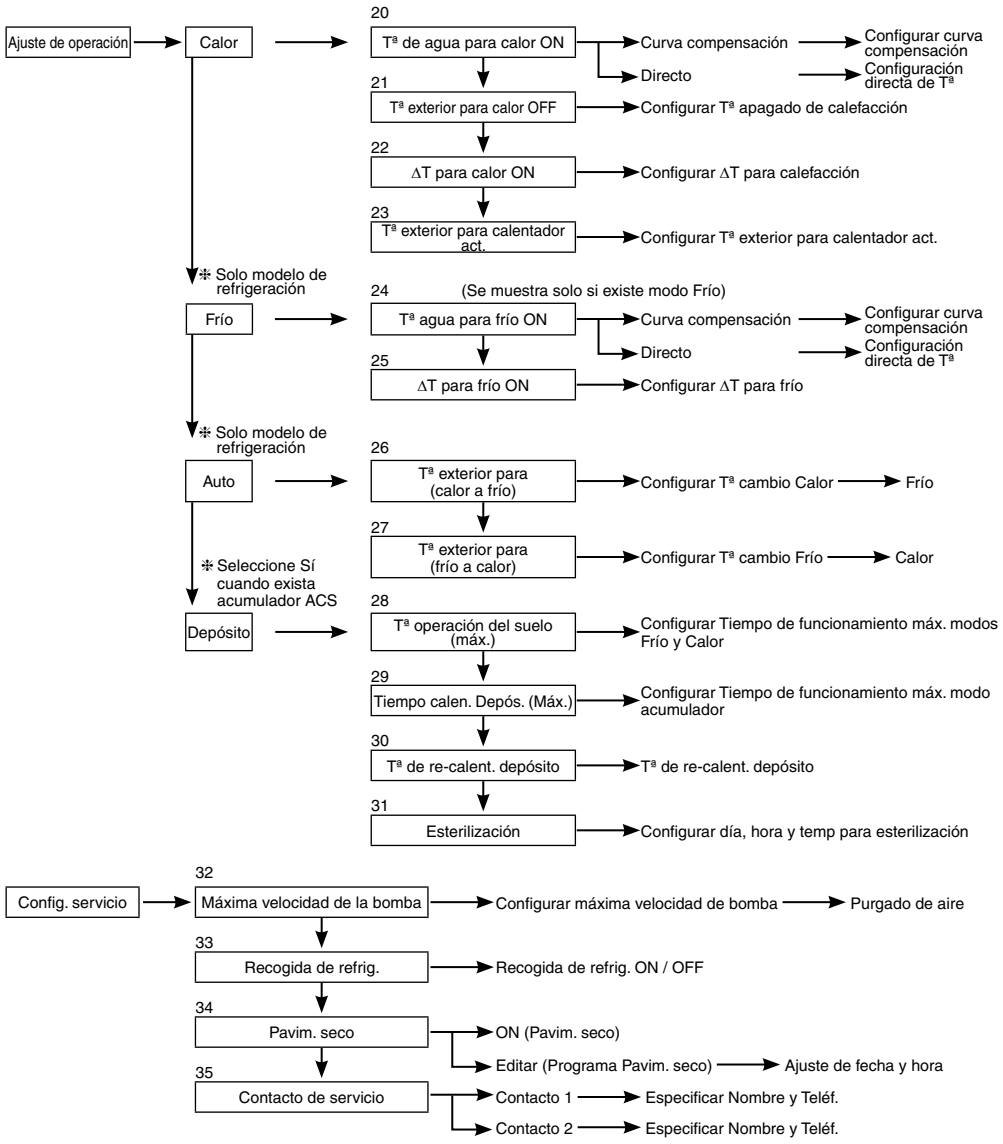 20
Ajuste de operación
Calor
Tª de agua para calor ON
Curva compensación
Configurar curva
compensación
Directo
Configuración
directa de Tª
21
Tª exterior para calor OFF
Configurar Tª apagado de calefacción
22
∆T para calor ON
Configurar ∆T para calefacción
23
Tª exterior para calentador
act.
Configurar Tª exterior para calentador act.
❉ Solo modelo de
refrigeración
24
(Se muestra solo si existe modo Frío)
Frío
Tª agua para frío ON
Curva compensación
Configurar curva
compensación
Directo
Configuración
directa de Tª
25
∆T para frío ON
Configurar ∆T para frío
❉ Solo modelo de
refrigeración
26
Auto
Tª exterior para
(calor a frío)
Configurar Tª cambio Calor
Frío
27
Tª exterior para
(frío a calor)
Configurar Tª cambio Frío
Calor
❉ Seleccione Sí
cuando exista
acumulador ACS
28
Depósito
Tª operación del suelo
(máx.)
Configurar Tiempo de funcionamiento máx. modos
Frío y Calor
29
Tiempo calen. Depós. (Máx.)
Configurar Tiempo de funcionamiento máx. modo
acumulador
30
Tª de re-calent. depósito
Tª de re-calent. depósito
31
Esterilización
Configurar día, hora y temp para esterilización
32
Config. servicio
Máxima velocidad de la bomba
Configurar máxima velocidad de bomba
Purgado de aire
33
Recogida de refrig.
Recogida de refrig. ON / OFF
34
Pavim. seco
ON (Pavim. seco)
Editar (Programa Pavim. seco)
Ajuste de fecha y hora
35
Contacto de servicio
Contacto 1
Especificar Nombre y Teléf.
Contacto 2
Especificar Nombre y Teléf.